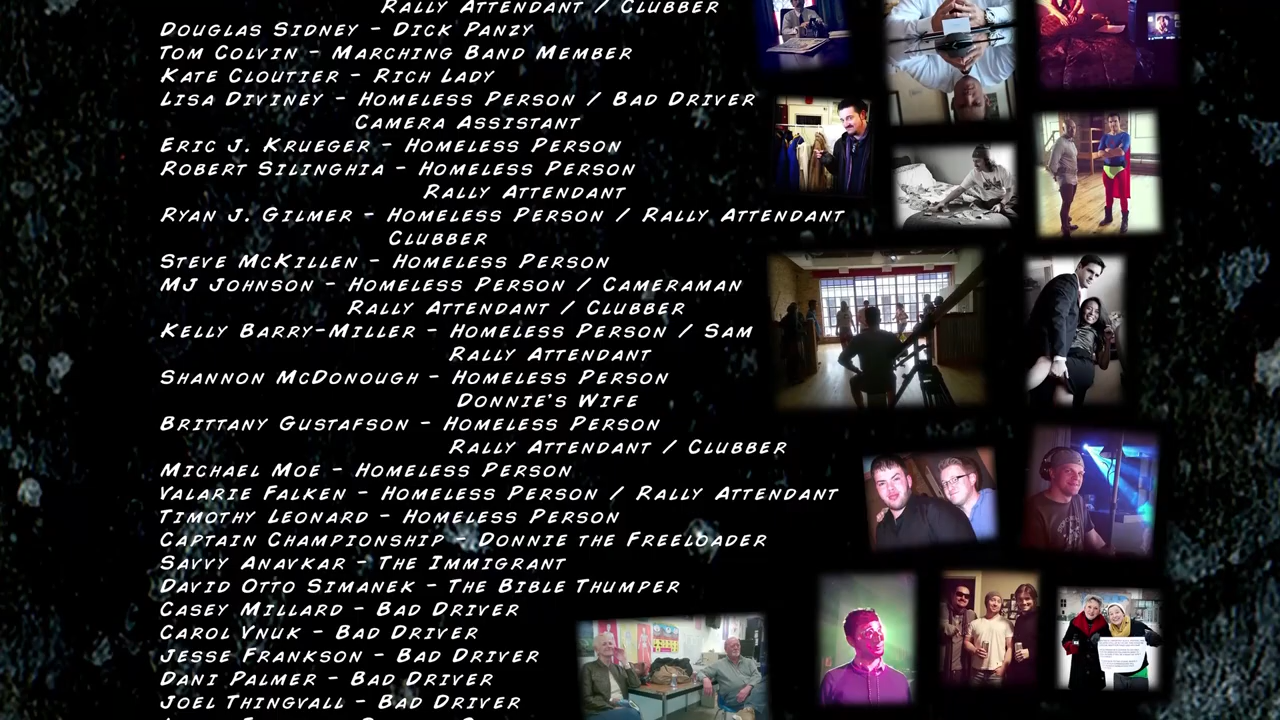 Rally Attendant / Clubber
Douglas Sidney - Dick Panzy
Tom Colvin - Marching Band Member
Kate Cloutier - Rich Lady
Lisa Diviney - Homeless Person / Bad Driver
Camera Assistant
Eric J. Krueger - Homeless Person
Robert Silinghia - Homeless Person
Rally Attendant
Ryan J. Gilmer - Homeless Person / Rally Attendant
Clubber
Steve McKillen - Homeless Person
MJ Johnson - Homeless Person / Cameraman
Rally Attendant / Clubber
Kelly Barry-Miller - Homeless Person / Sam
Rally Attendant
Shannon McDonough - Homeless Person
Donnie's Wife
Brittany Gustafson - Homeless Person
Rally Attendant / Clubber
Michael Moe - Homeless Person
Valarie Falken - Homeless Person / Rally Attendant
Timothy Leonard - Homeless Person
Captain Championship - Donnie the Freeloader
Savvy Anavkar - The Immigrant
David Otto Simanek - The Bible Thumper
Casey Millard - Bad Driver
Carol Ynuk - Bad Driver
Jesse Frankson - Bad Driver
Dani Palmer - Bad Driver
Joel Thingvall - Bad Driver